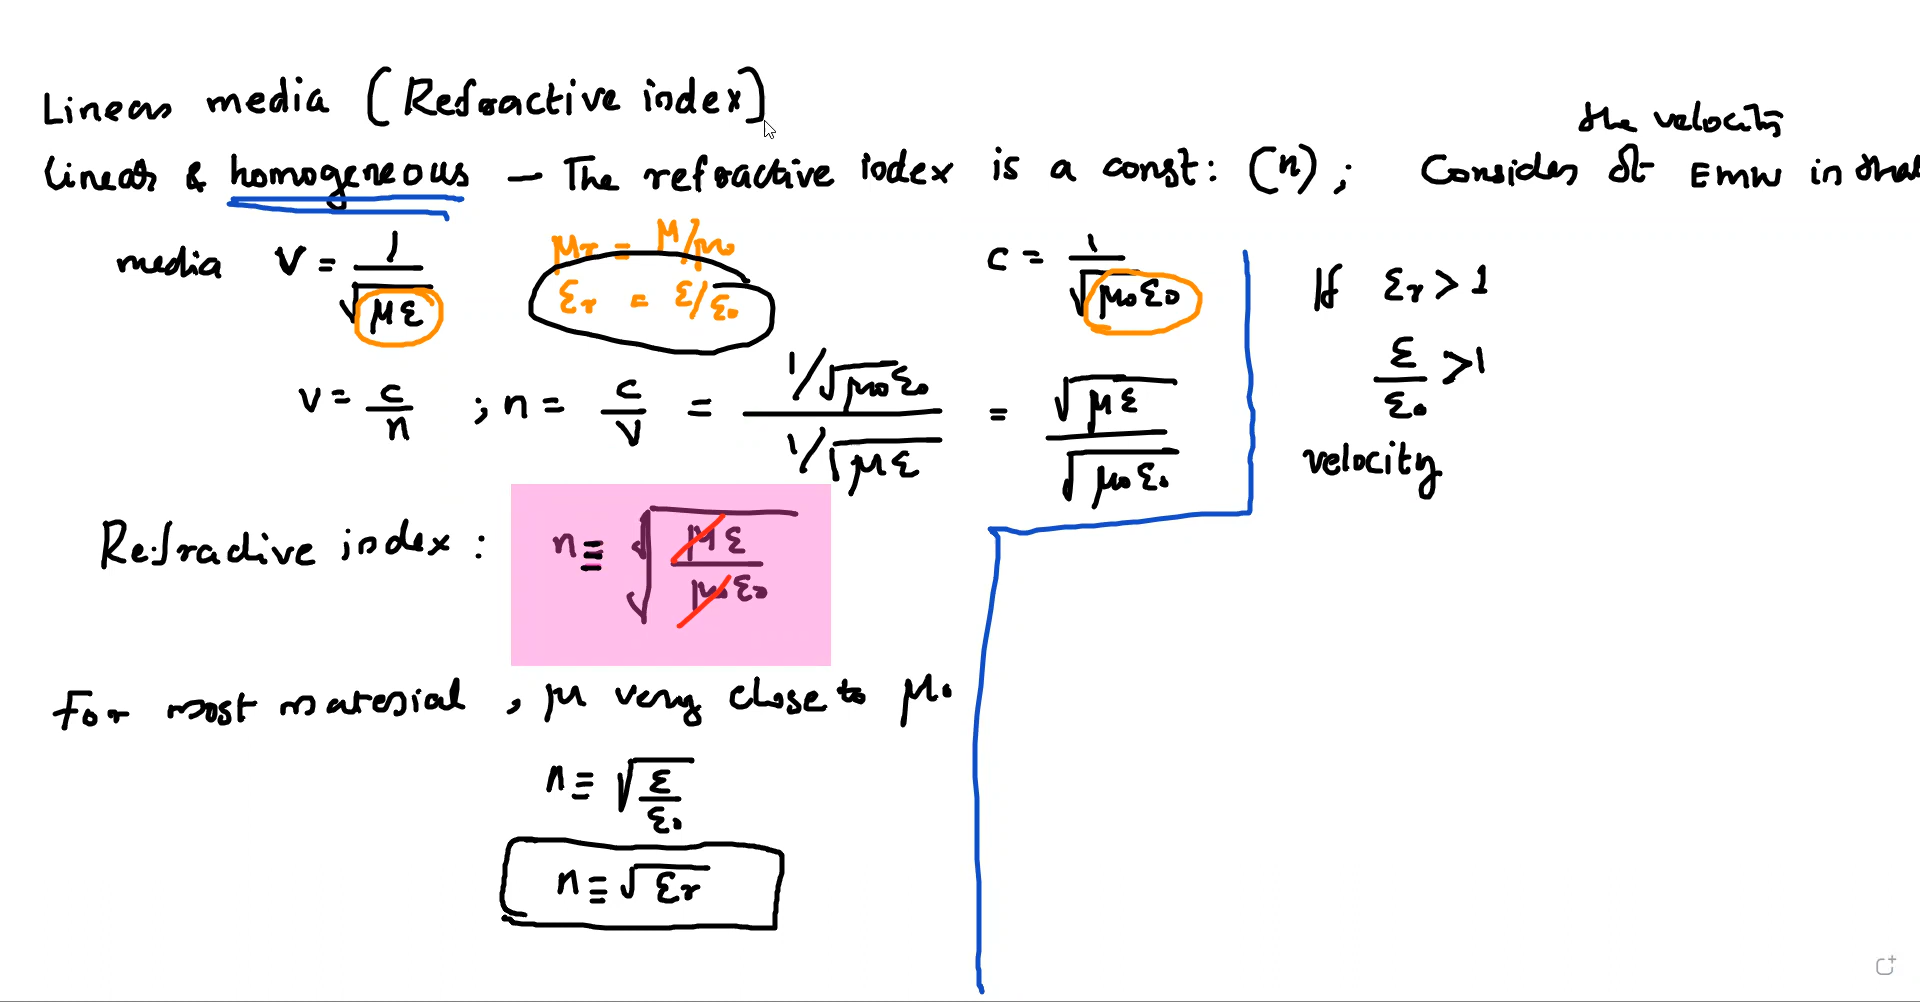 Linear media (Refractive index)
the velocity
Linear & homogeneous — The refractive index is a const: (n) ; Consider of EMW in that
media v = 1/√με
μr = μ/μ₀
εr = ε/ε₀
c = 1/√μ₀ε₀
v = c/n ; n = c/v = (1/√μ₀ε₀)/(1/√με) = √με/√μ₀ε₀
Refractive index : n ≡ √(με/μ₀ε₀)
For most material , μ very close to μ₀
n ≡ √(ε/ε₀)
n ≡ √εr
If εr > 1
ε/ε₀ > 1
velocity